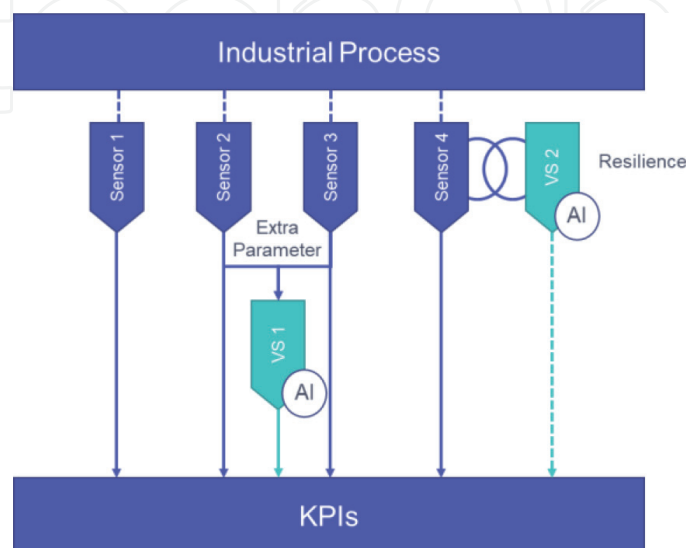 Industrial Process
Sensor 1
Sensor 2
Sensor 3
Sensor 4
VS 2
Resilience
AI
Extra
Parameter
VS 1
AI
KPIs